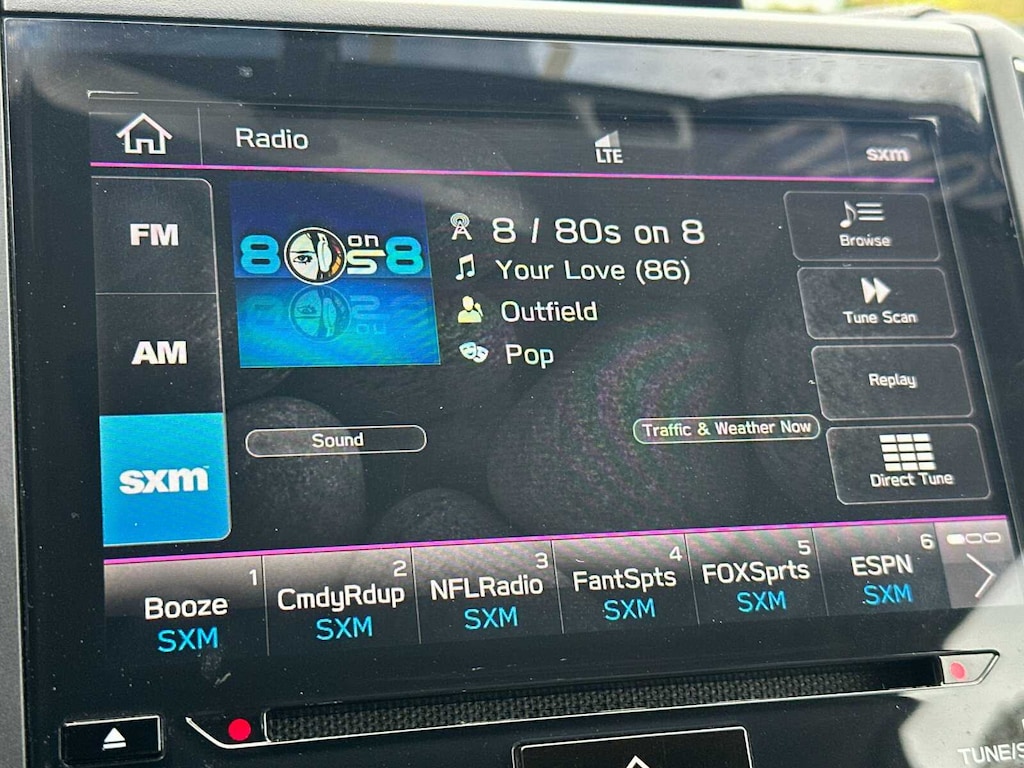 Radio
LTE
sxm
FM
AM
sxm
8 on 8
80s
8 / 80s on 8
Your Love (86)
Outfield
Pop
Browse
Tune Scan
Replay
Direct Tune
Sound
Traffic & Weather Now
1
Booze
SXM
2
CmdyRdup
SXM
3
NFLRadio
SXM
4
FantSpts
SXM
5
FOXSprts
SXM
6
ESPN
SXM
TUNE/S